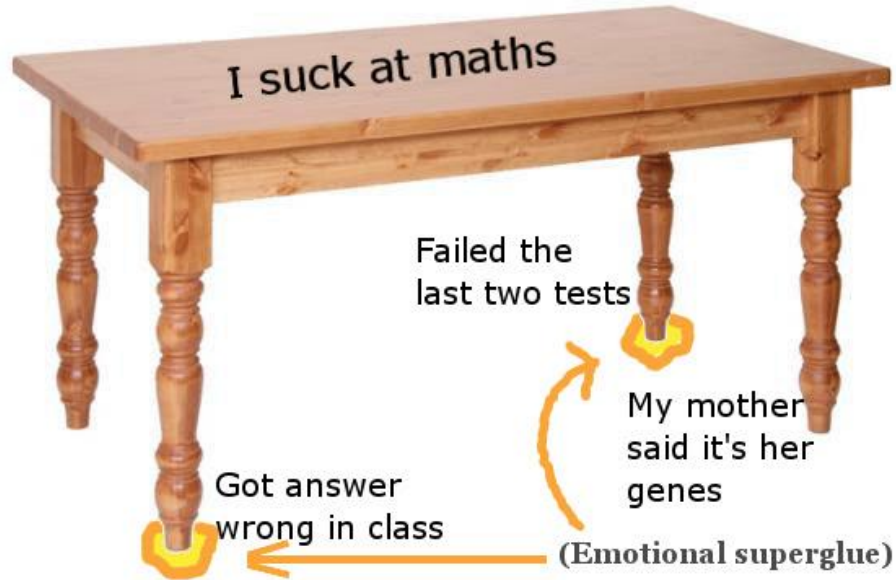 I suck at maths
Failed the
last two tests
My mother
said it's her
genes
Got answer
wrong in class
(Emotional superglue)